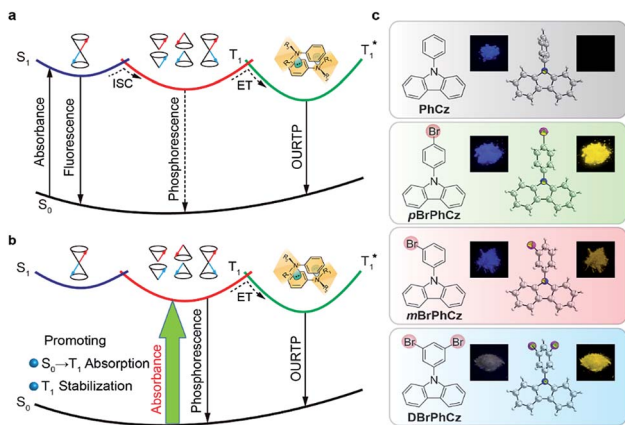 a
S1
T1
T1*
ISC
ET
Absorbance
Fluorescence
Phosphorescence
OURTP
S0
b
S1
T1
T1*
ET
Promoting
S0→T1 Absorption
T1 Stabilization
Absorbance
Phosphorescence
OURTP
S0
c
N
PhCz
Br
N
pBrPhCz
Br
N
mBrPhCz
Br
Br
N
DBrPhCz